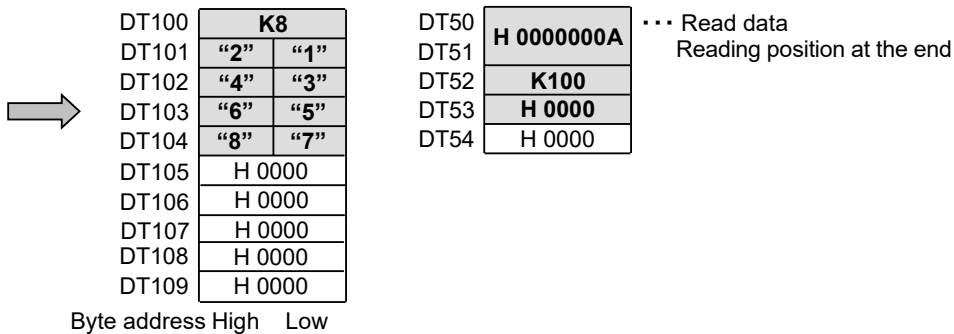 DT100 K8 DT50 H 0000000A ··· Read data
DT101 “2” “1” DT51 Reading position at the end
DT102 “4” “3” DT52 K100
DT103 “6” “5” DT53 H 0000
DT104 “8” “7” DT54 H 0000
DT105 H 0000
DT106 H 0000
DT107 H 0000
DT108 H 0000
DT109 H 0000
Byte address High Low